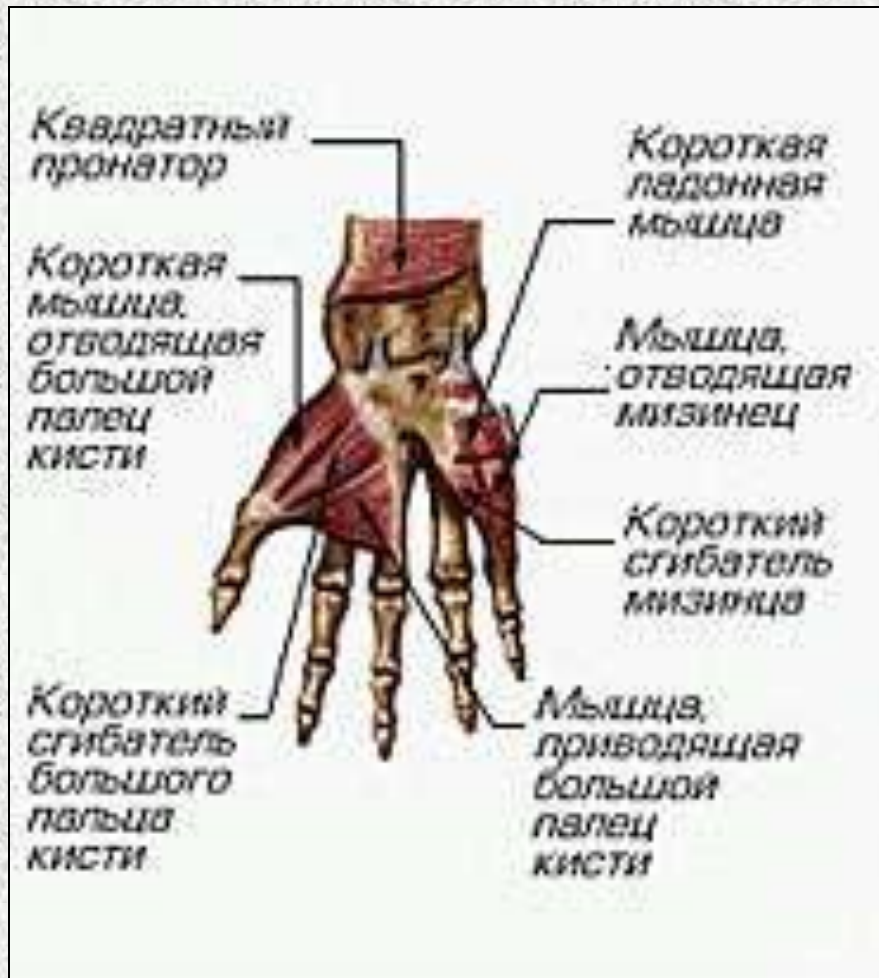 Квадратный
пронатор
Короткая
мышца,
отводящая
большой
палец
кисти
Короткий
сгибатель
большого
пальца
кисти
Короткая
ладонная
мышца
Мышца,
отводящая
мизинец
Короткий
сгибатель
мизинца
Мышца,
приводящая
большой
палец
кисти